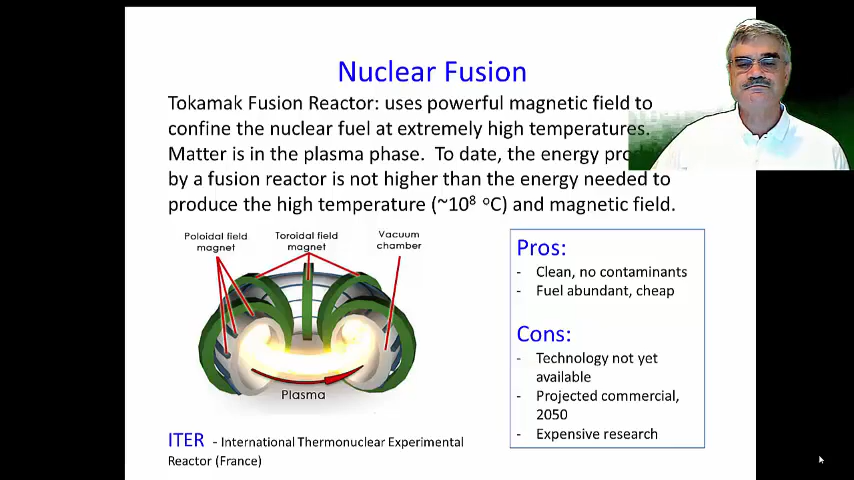 Nuclear Fusion
Tokamak Fusion Reactor: uses powerful magnetic field to
confine the nuclear fuel at extremely high temperatures.
Matter is in the plasma phase. To date, the energy pro
by a fusion reactor is not higher than the energy needed to
produce the high temperature (~10⁸ ᵒC) and magnetic field.
Poloidal field
magnet
Toroidal field
magnet
Vacuum
chamber
Plasma
ITER - International Thermonuclear Experimental
Reactor (France)
Pros:
- Clean, no contaminants
- Fuel abundant, cheap
Cons:
- Technology not yet
available
- Projected commercial,
2050
- Expensive research